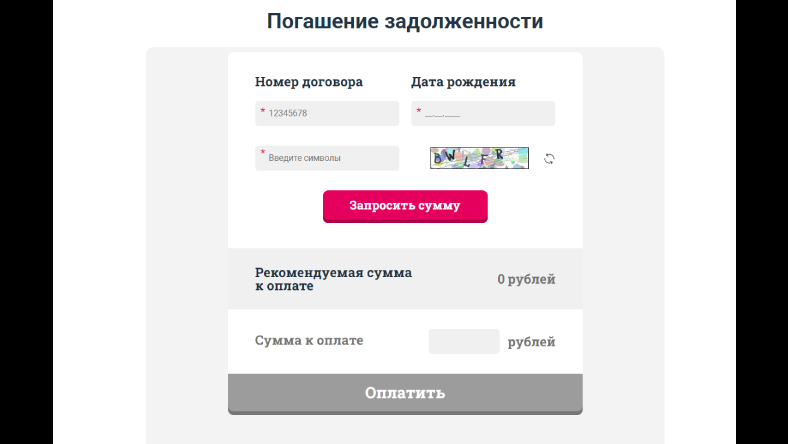 Погашение задолженности
Номер договора Дата рождения
* 12345678 * __.__.____
* Введите символы BWLFR
Запросить сумму
Рекомендуемая сумма
к оплате
0 рублей
Сумма к оплате рублей
Оплатить